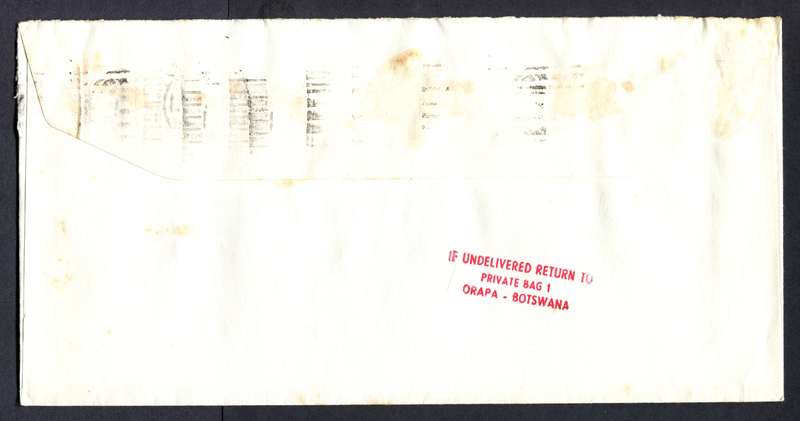 IF UNDELIVERED RETURN TO
PRIVATE BAG 1
ORAPA - BOTSWANA